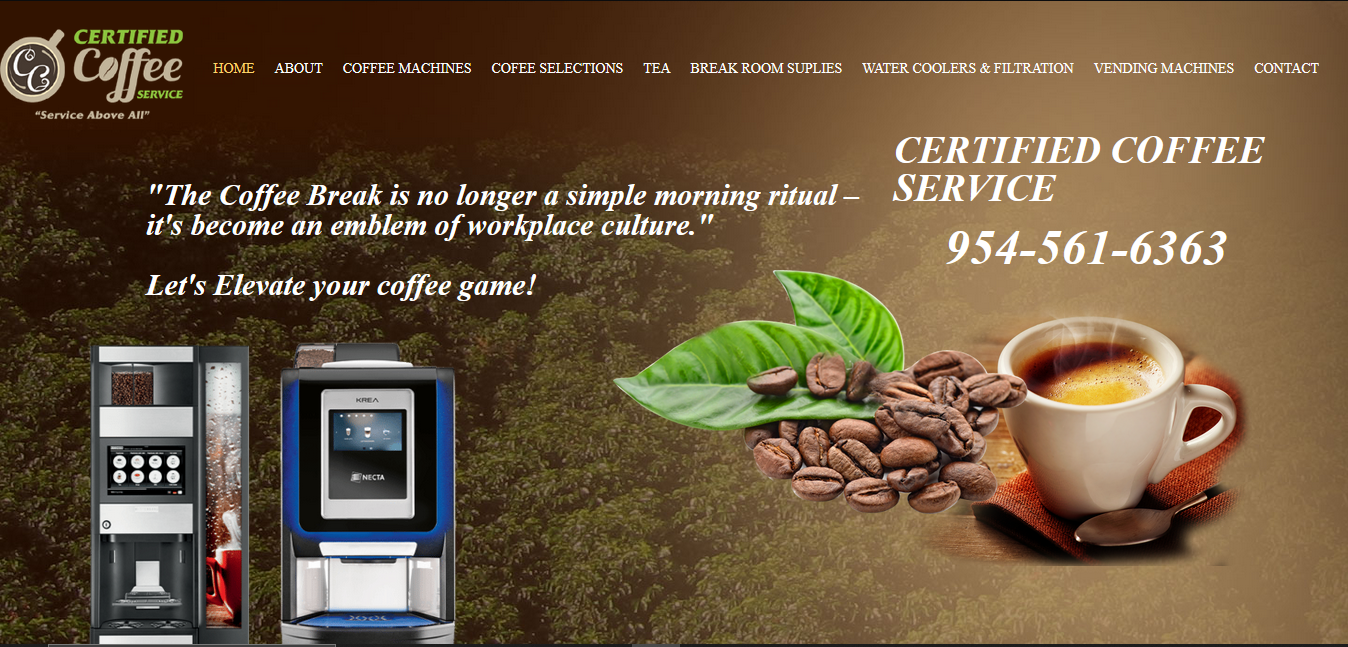 CERTIFIED
Coffee
SERVICE
"Service Above All"
CC
HOME ABOUT COFFEE MACHINES COFEE SELECTIONS TEA BREAK ROOM SUPLIES WATER COOLERS & FILTRATION VENDING MACHINES CONTACT
CERTIFIED COFFEE
SERVICE
954-561-6363
"The Coffee Break is no longer a simple morning ritual –
it's become an emblem of workplace culture."
Let's Elevate your coffee game!
KREA
NECTA